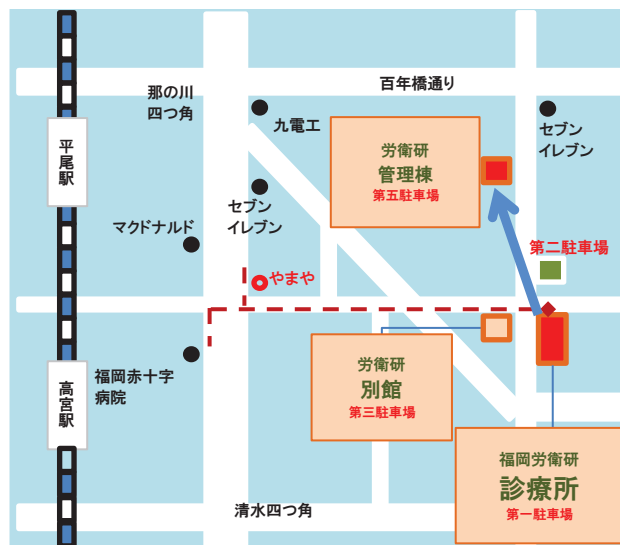 百年橋通り
那の川
四つ角
九電工
セブン
イレブン
平尾駅
労衛研
管理棟
第五駐車場
セブン
イレブン
マクドナルド
第二駐車場
やまや
福岡赤十字
病院
労衛研
別館
第三駐車場
高宮駅
福岡労衛研
診療所
第一駐車場
清水四つ角